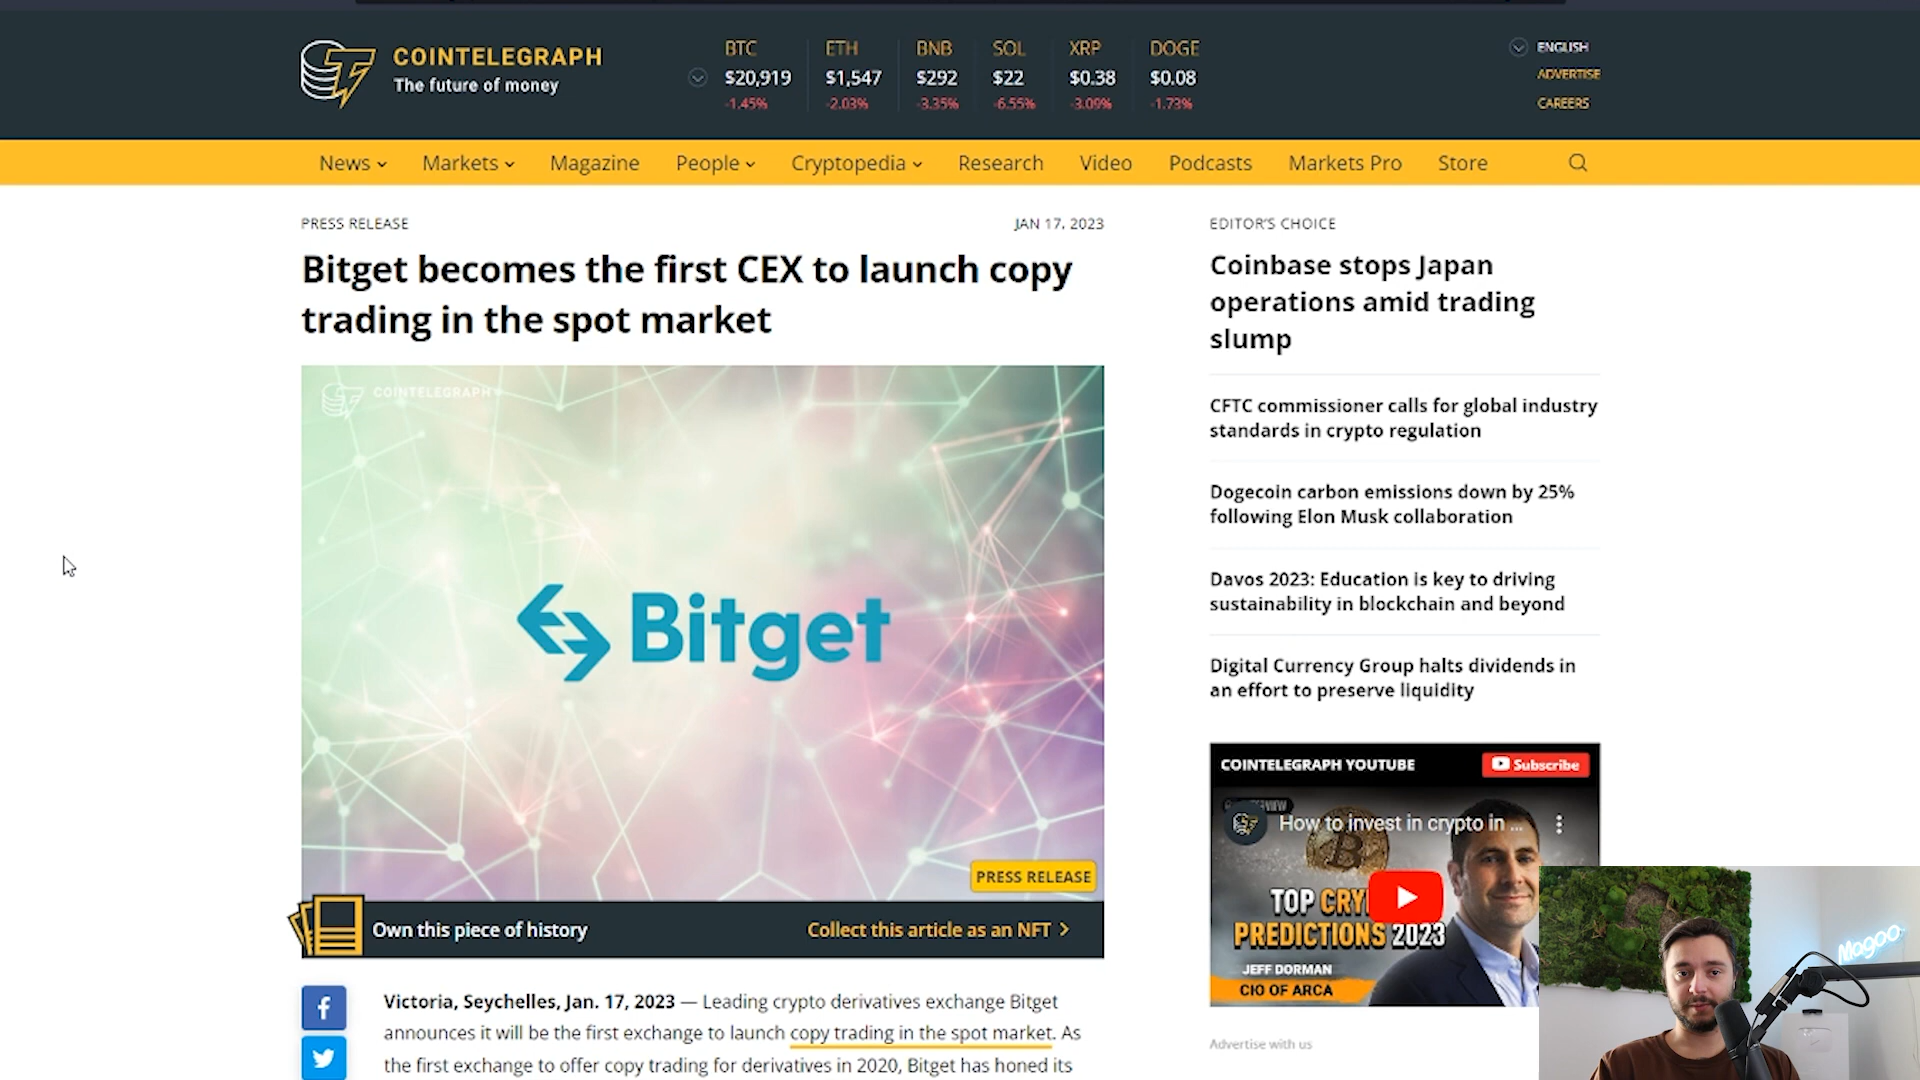 COINTELEGRAPH
The future of money
BTC
$20,919
-1.45%
ETH
$1,547
-2.03%
BNB
$292
-3.35%
SOL
$22
-6.55%
XRP
$0.38
-3.09%
DOGE
$0.08
-1.73%
ENGLISH
ADVERTISE
CAREERS
News
Markets
Magazine
People
Cryptopedia
Research
Video
Podcasts
Markets Pro
Store
PRESS RELEASE
JAN 17, 2023
Bitget becomes the first CEX to launch copy
trading in the spot market
COINTELEGRAPH
Bitget
PRESS RELEASE
Own this piece of history
Collect this article as an NFT >
Victoria, Seychelles, Jan. 17, 2023 — Leading crypto derivatives exchange Bitget
announces it will be the first exchange to launch copy trading in the spot market. As
the first exchange to offer copy trading for derivatives in 2020, Bitget has honed its
EDITOR'S CHOICE
Coinbase stops Japan
operations amid trading
slump
CFTC commissioner calls for global industry
standards in crypto regulation
Dogecoin carbon emissions down by 25%
following Elon Musk collaboration
Davos 2023: Education is key to driving
sustainability in blockchain and beyond
Digital Currency Group halts dividends in
an effort to preserve liquidity
COINTELEGRAPH YOUTUBE
Subscribe
How to invest in crypto in ...
TOP CRY
PREDICTIONS 2023
JEFF DORMAN
CIO OF ARCA
Advertise with us
Magoo